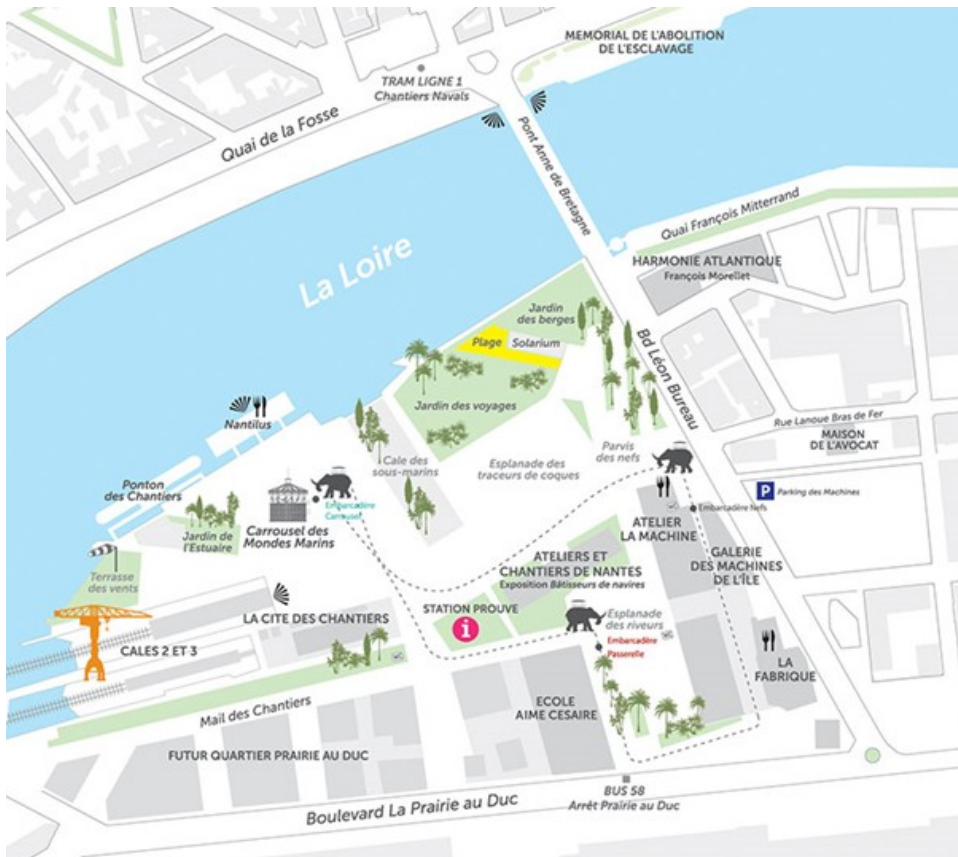 MEMORIAL DE L'ABOLITION
DE L'ESCLAVAGE
TRAM LIGNE 1
Chantiers Navals
Quai de la Fosse
Pont Anne de Bretagne
Quai François Mitterrand
La Loire
HARMONIE ATLANTIQUE
François Morellet
Jardin
des berges
Plage
Solarium
Bd Léon Bureau
Jardin des voyages
Rue Lanoue Bras de Fer
Nantilus
MAISON
DE L'AVOCAT
Parvis
des nefs
Cale des
sous-marins
Esplanade des
traceurs de coques
Ponton
des Chantiers
P
Parking des Machines
Embarcadère
Carrousel
Embarcadère Nefs
Carrousel des
Mondes Marins
Jardin de
l'Estuaire
ATELIER
LA MACHINE
GALERIE
DES MACHINES
DE L'ÎLE
ATELIERS ET
CHANTIERS DE NANTES
Exposition Bâtisseurs de navires
Terrasse
des vents
STATION PROUVE
i
Esplanade
des riveurs
LA CITE DES CHANTIERS
Embarcadère
Passerelle
CALES 2 ET 3
LA
FABRIQUE
ECOLE
AIME CESAIRE
Mail des Chantiers
FUTUR QUARTIER PRAIRIE AU DUC
BUS 58
Arrêt Prairie au Duc
Boulevard La Prairie au Duc